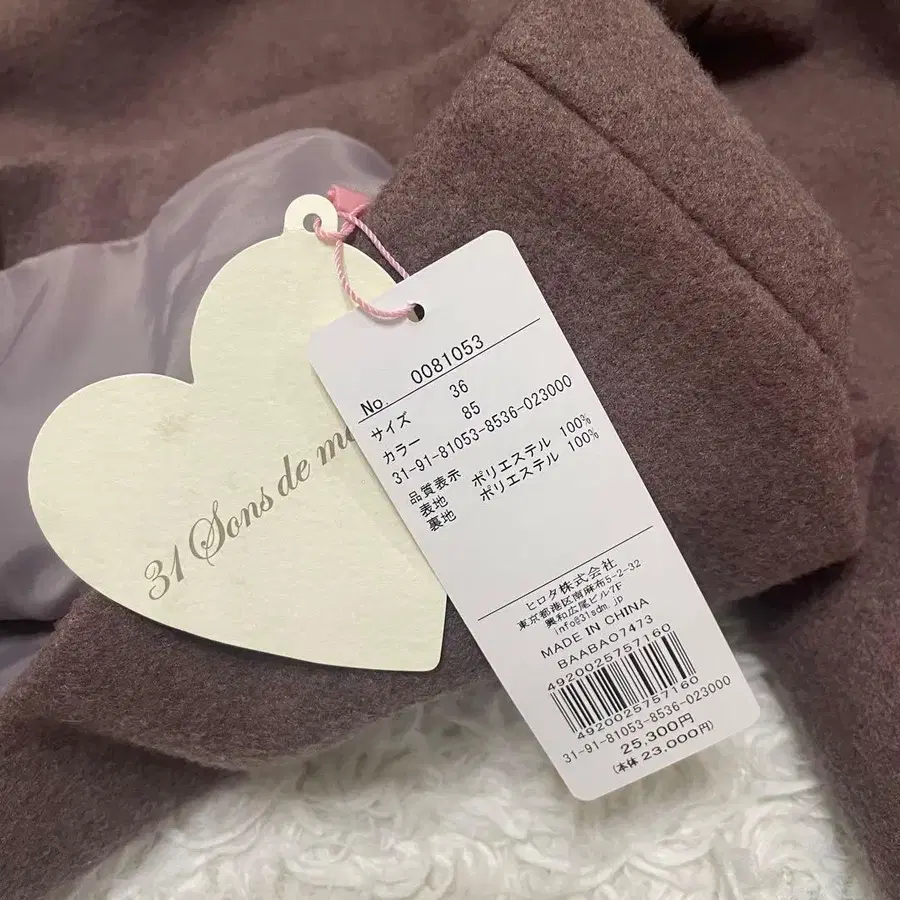 31 Sons de
No. 0081053
サイズ 36
カラー 85
31-91-81053-8536-023000
品質表示
表地 ポリエステル 100%
裏地 ポリエステル 100%
ヒロタ株式会社
東京都港区南麻布5-2-32
興和広尾ビル7F
info@31sdm.jp
MADE IN CHINA
BAABAO7473
4920025757160
4920025757160
31-91-81053-8536-023000
25,300円
(本体 23,000円)